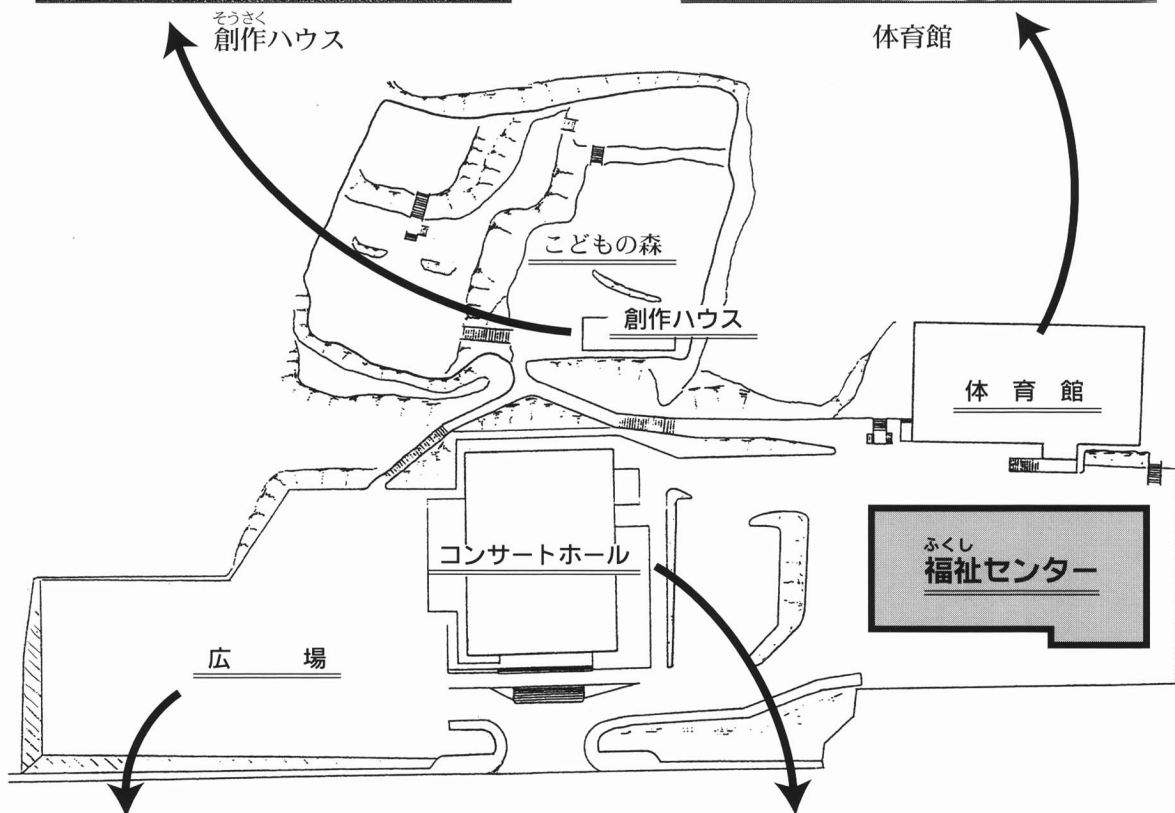 そうさく
創作ハウス
体育館
こどもの森
創作ハウス
体育館
コンサートホール
ふくし
福祉センター
広場